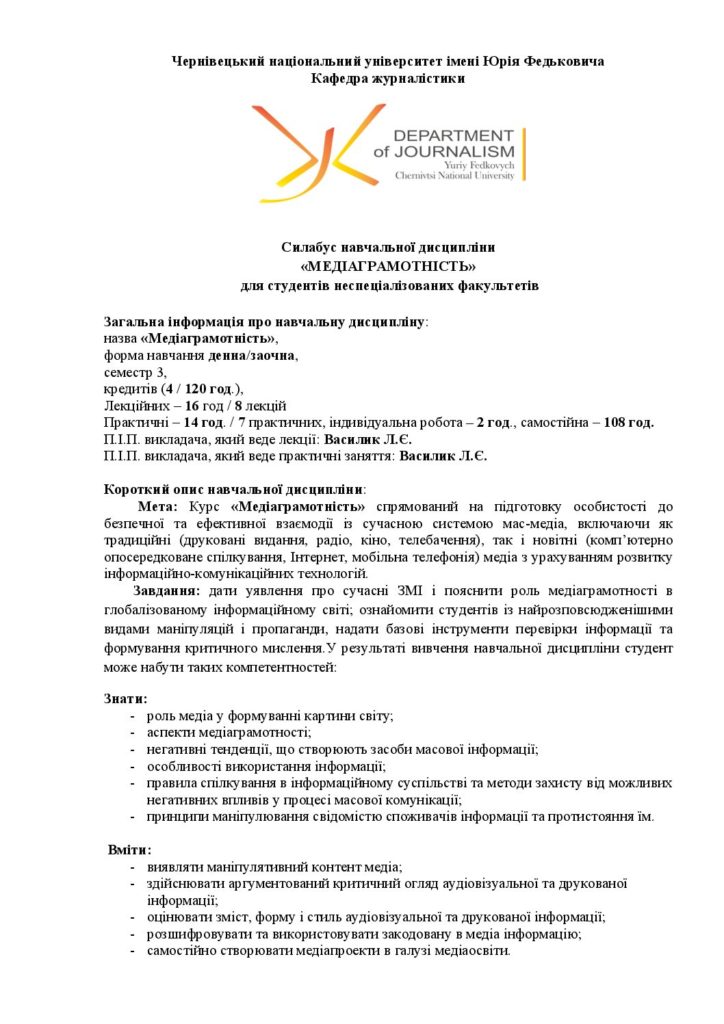 Чернівецький національний університет імені Юрія Федьковича
Кафедра журналістики
DEPARTMENT
of JOURNALISM
Yuriy Fedkovych
Chernivtsi National University
Силабус навчальної дисципліни
«МЕДІАГРАМОТНІСТЬ»
для студентів неспеціалізованих факультетів
Загальна інформація про навчальну дисципліну:
назва «Медіаграмотність»,
форма навчання денна/заочна,
семестр 3,
кредитів (4 / 120 год.),
Лекційних – 16 год / 8 лекцій
Практичні – 14 год. / 7 практичних, індивідуальна робота – 2 год., самостійна – 108 год.
П.І.П. викладача, який веде лекції: Василик Л.Є.
П.І.П. викладача, який веде практичні заняття: Василик Л.Є.
Короткий опис навчальної дисципліни:
Мета: Курс «Медіаграмотність» спрямований на підготовку особистості до
безпечної та ефективної взаємодії із сучасною системою мас-медіа, включаючи як
традиційні (друковані видання, радіо, кіно, телебачення), так і новітні (комп’ютерно
опосередковане спілкування, Інтернет, мобільна телефонія) медіа з урахуванням розвитку
інформаційно-комунікаційних технологій.
Завдання: дати уявлення про сучасні ЗМІ і пояснити роль медіаграмотності в
глобалізованому інформаційному світі; ознайомити студентів із найрозповсюдженішими
видами маніпуляцій і пропаганди, надати базові інструменти перевірки інформації та
формування критичного мислення.У результаті вивчення навчальної дисципліни студент
може набути таких компетентностей:
Знати:
- роль медіа у формуванні картини світу;
- аспекти медіаграмотності;
- негативні тенденції, що створюють засоби масової інформації;
- особливості використання інформації;
- правила спілкування в інформаційному суспільстві та методи захисту від можливих
негативних впливів у процесі масової комунікації;
- принципи маніпулювання свідомістю споживачів інформації та протистояння їм.
Вміти:
- виявляти маніпулятивний контент медіа;
- здійснювати аргументований критичний огляд аудіовізуальної та друкованої
інформації;
- оцінювати зміст, форму і стиль аудіовізуальної та друкованої інформації;
- розшифровувати та використовувати закодовану в медіа інформацію;
- самостійно створювати медіапроекти в галузі медіаосвіти.